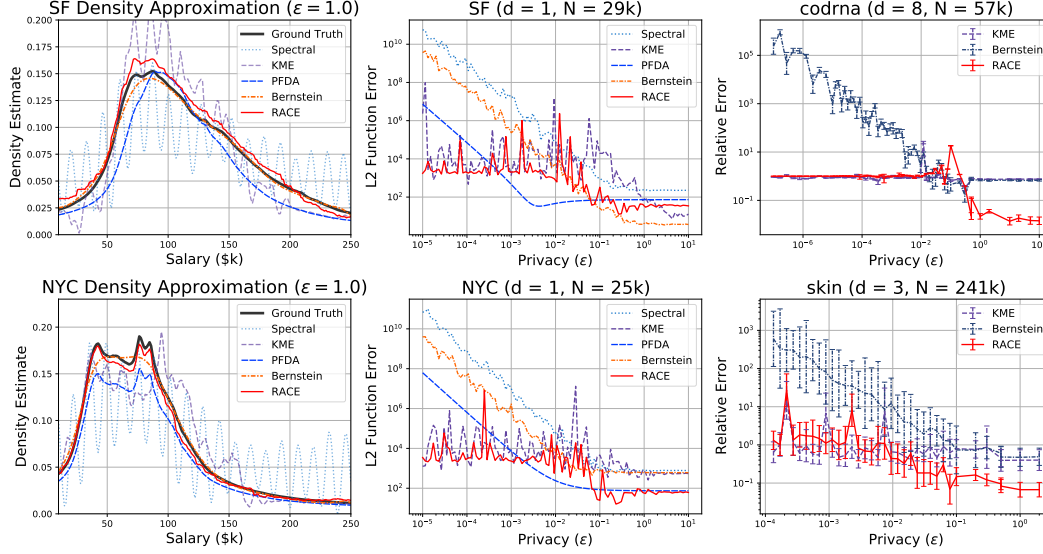 SF Density Approximation (ε = 1.0)
0.200
0.175
0.150
0.125
0.100
0.075
0.050
0.025
0.000
Density Estimate
50 100 150 200 250
Salary ($k)
Ground Truth
Spectral
KME
PFDA
Bernstein
RACE
SF (d = 1, N = 29k)
10^10
10^8
10^6
10^4
10^2
L2 Function Error
10^-5 10^-4 10^-3 10^-2 10^-1 10^0 10^1
Privacy (ε)
Spectral
KME
PFDA
Bernstein
RACE
codrna (d = 8, N = 57k)
10^5
10^3
10^1
10^-1
Relative Error
10^-6 10^-4 10^-2 10^0 10^2
Privacy (ε)
KME
Bernstein
RACE
NYC Density Approximation (ε = 1.0)
0.20
0.15
0.10
0.05
0.00
Density Estimate
50 100 150 200 250
Salary ($k)
Ground Truth
Spectral
KME
PFDA
Bernstein
RACE
NYC (d = 1, N = 25k)
10^10
10^8
10^6
10^4
10^2
L2 Function Error
10^-5 10^-4 10^-3 10^-2 10^-1 10^0 10^1
Privacy (ε)
Spectral
KME
PFDA
Bernstein
RACE
skin (d = 3, N = 241k)
10^3
10^2
10^1
10^0
10^-1
Relative Error
10^-4 10^-3 10^-2 10^-1 10^0
Privacy (ε)
KME
Bernstein
RACE